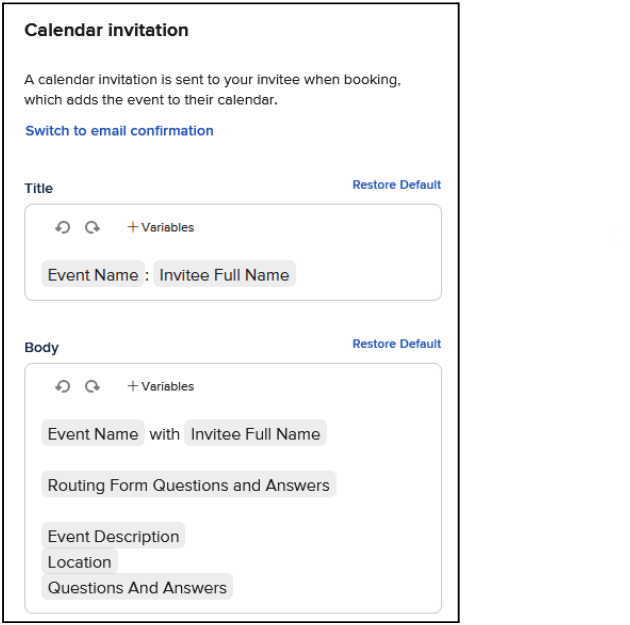 Calendar invitation
A calendar invitation is sent to your invitee when booking,
which adds the event to their calendar.
Switch to email confirmation
Title Restore Default
+ Variables
Event Name : Invitee Full Name
Body Restore Default
+ Variables
Event Name with Invitee Full Name
Routing Form Questions and Answers
Event Description
Location
Questions And Answers